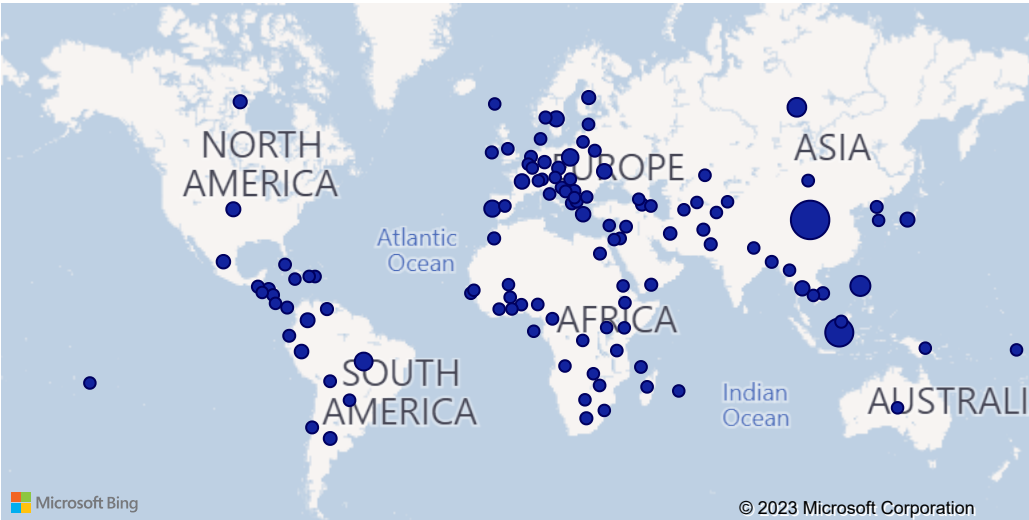 NORTH
AMERICA
EUROPE
ASIA
Atlantic
Ocean
AFRICA
SOUTH
AMERICA
Indian
Ocean
AUSTRALI
Microsoft Bing
© 2023 Microsoft Corporation